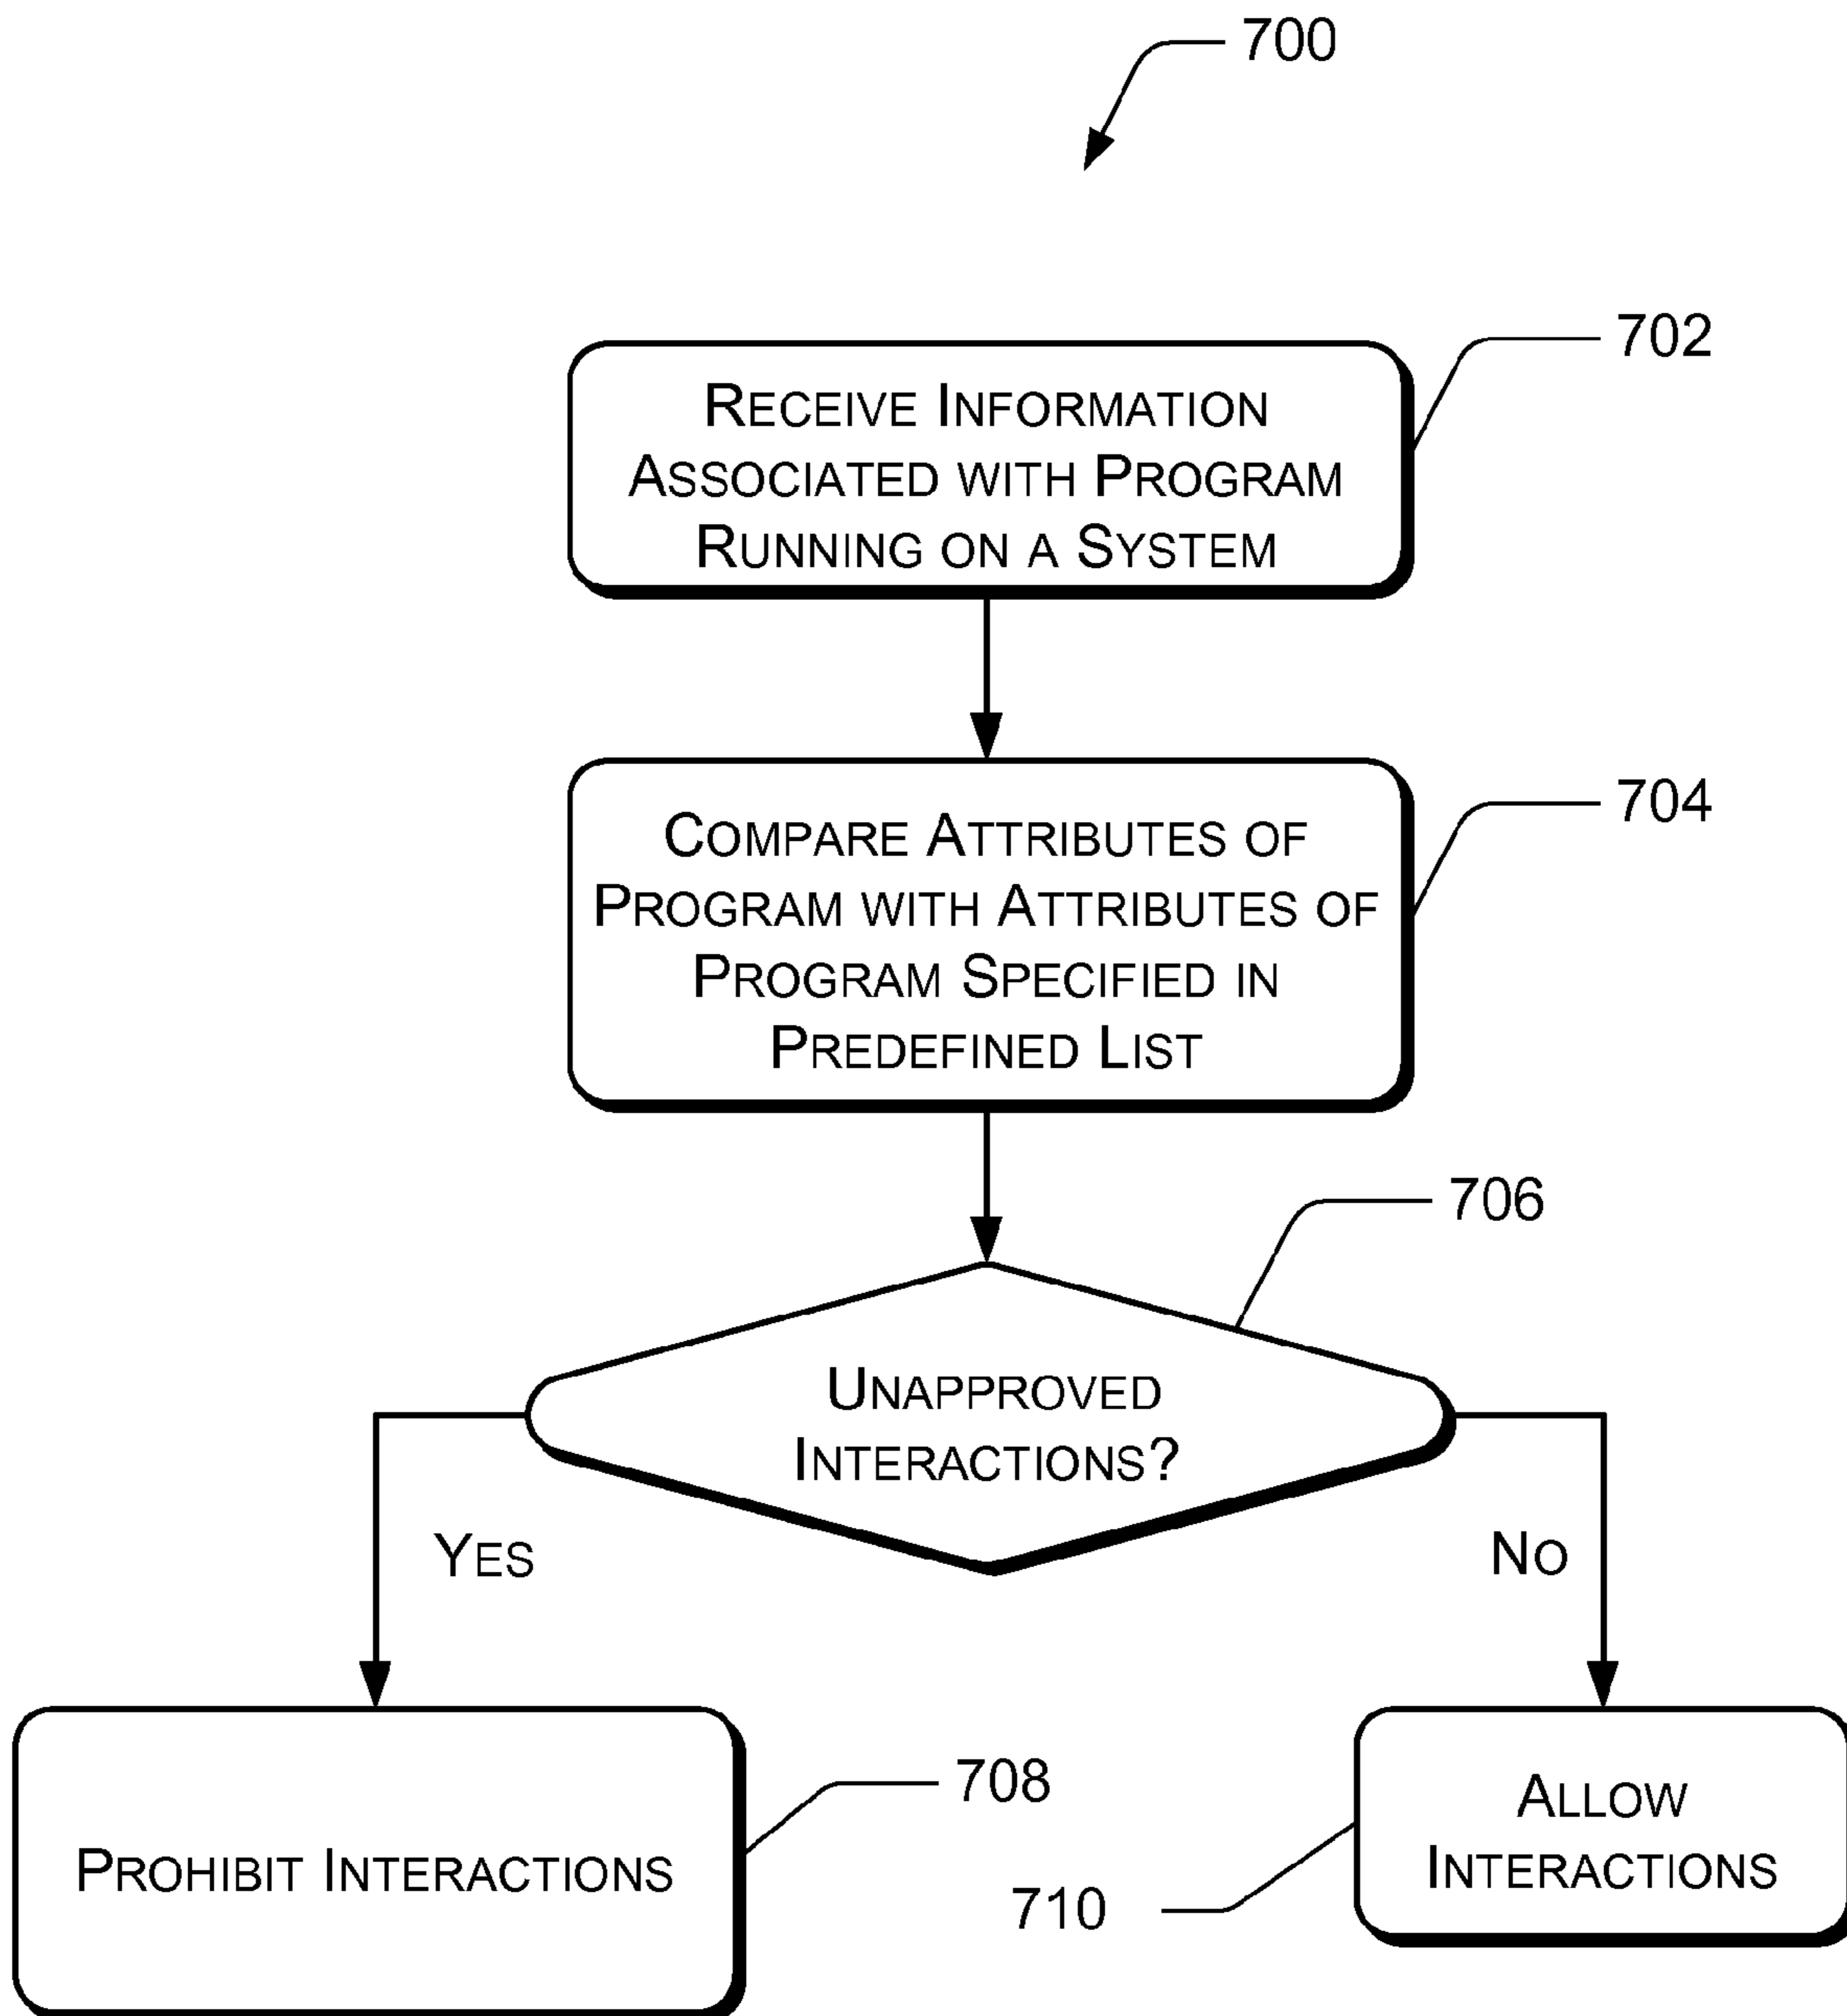 700
702
RECEIVE INFORMATION
ASSOCIATED WITH PROGRAM
RUNNING ON A SYSTEM
704
COMPARE ATTRIBUTES OF
PROGRAM WITH ATTRIBUTES OF
PROGRAM SPECIFIED IN
PREDEFINED LIST
706
UNAPPROVED
INTERACTIONS?
YES
NO
708
PROHIBIT INTERACTIONS
710
ALLOW
INTERACTIONS